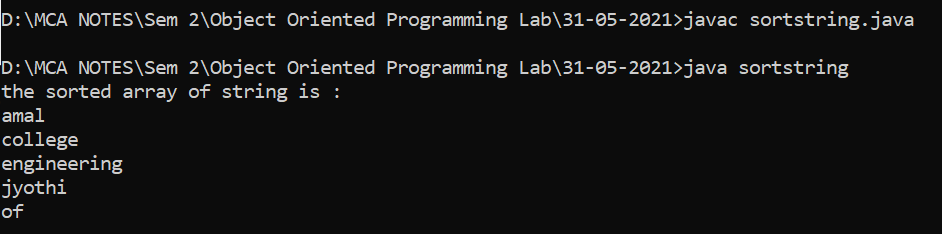 D:\MCA NOTES\Sem 2\Object Oriented Programming Lab\31-05-2021>javac sortstring.java
D:\MCA NOTES\Sem 2\Object Oriented Programming Lab\31-05-2021>java sortstring
the sorted array of string is :
amal
college
engineering
jyothi
of